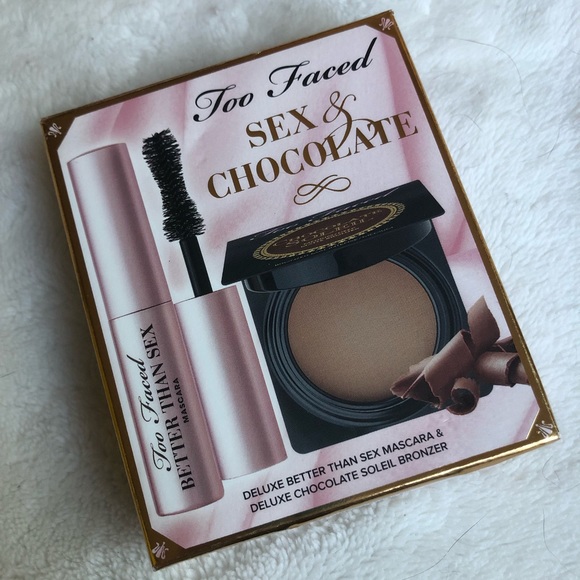 Too Faced
SEX &
CHOCOLATE
Too Faced
BETTER THAN SEX
MASCARA
DELUXE BETTER THAN SEX MASCARA &
DELUXE CHOCOLATE SOLEIL BRONZER